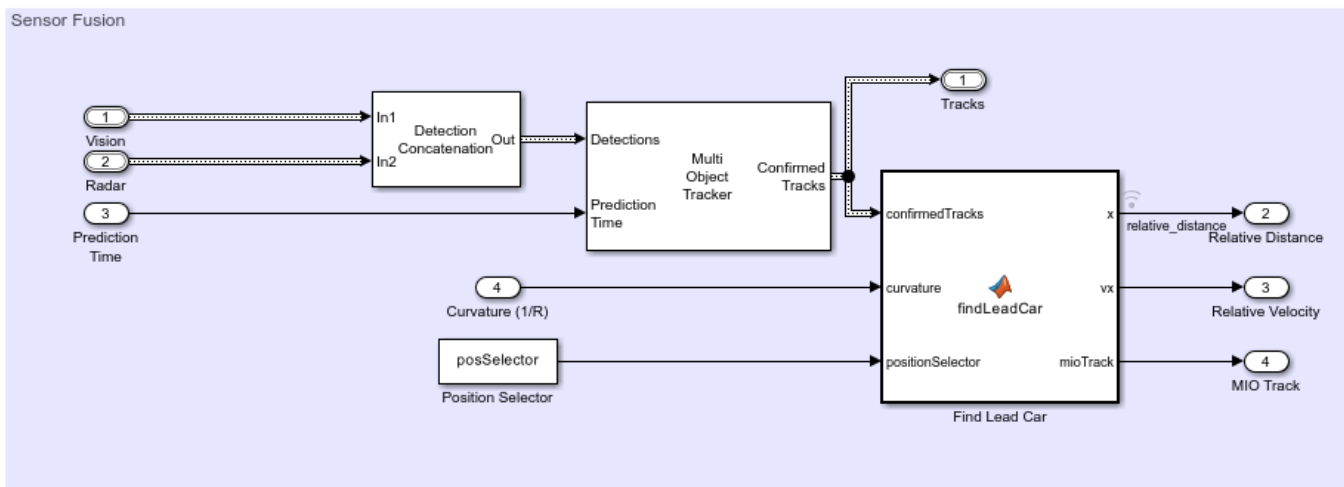 Sensor Fusion
1
Tracks
1
Vision
2
Radar
3
Prediction
Time
In1
In2
Detection
Concatenation
Out
Detections
Prediction
Time
Multi
Object
Tracker
Confirmed
Tracks
4
Curvature (1/R)
posSelector
Position Selector
confirmedTracks
curvature
positionSelector
findLeadCar
x
vx
mioTrack
Find Lead Car
relative_distance
2
Relative Distance
3
Relative Velocity
4
MIO Track